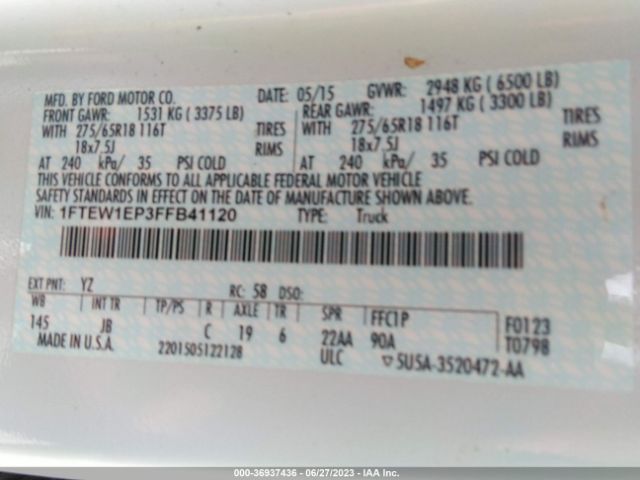 MFD. BY FORD MOTOR CO. DATE: 05/15 GVWR: 2948 KG ( 6500 LB)
FRONT GAWR: 1531 KG ( 3375 LB) REAR GAWR: 1497 KG ( 3300 LB)
WITH 275/65R18 116T TIRES WITH 275/65R18 116T TIRES
18x7.5J RIMS 18x7.5J RIMS
AT 240 kPa/ 35 PSI COLD AT 240 kPa/ 35 PSI COLD
THIS VEHICLE CONFORMS TO ALL APPLICABLE FEDERAL MOTOR VEHICLE
SAFETY STANDARDS IN EFFECT ON THE DATE OF MANUFACTURE SHOWN ABOVE.
VIN: 1FTEW1EP3FFB41120 TYPE: Truck
EXT PNT: YZ RC: 58 DSO:
WB INT TR TP/PS R AXLE TR SPR FFC1P F0123
145 JB C 19 6 22AA 90A T0798
MADE IN U.S.A. 2201505122128 ULC ▽5U5A-3520472-AA
000-36937436 - 06/27/2023 - IAA Inc.